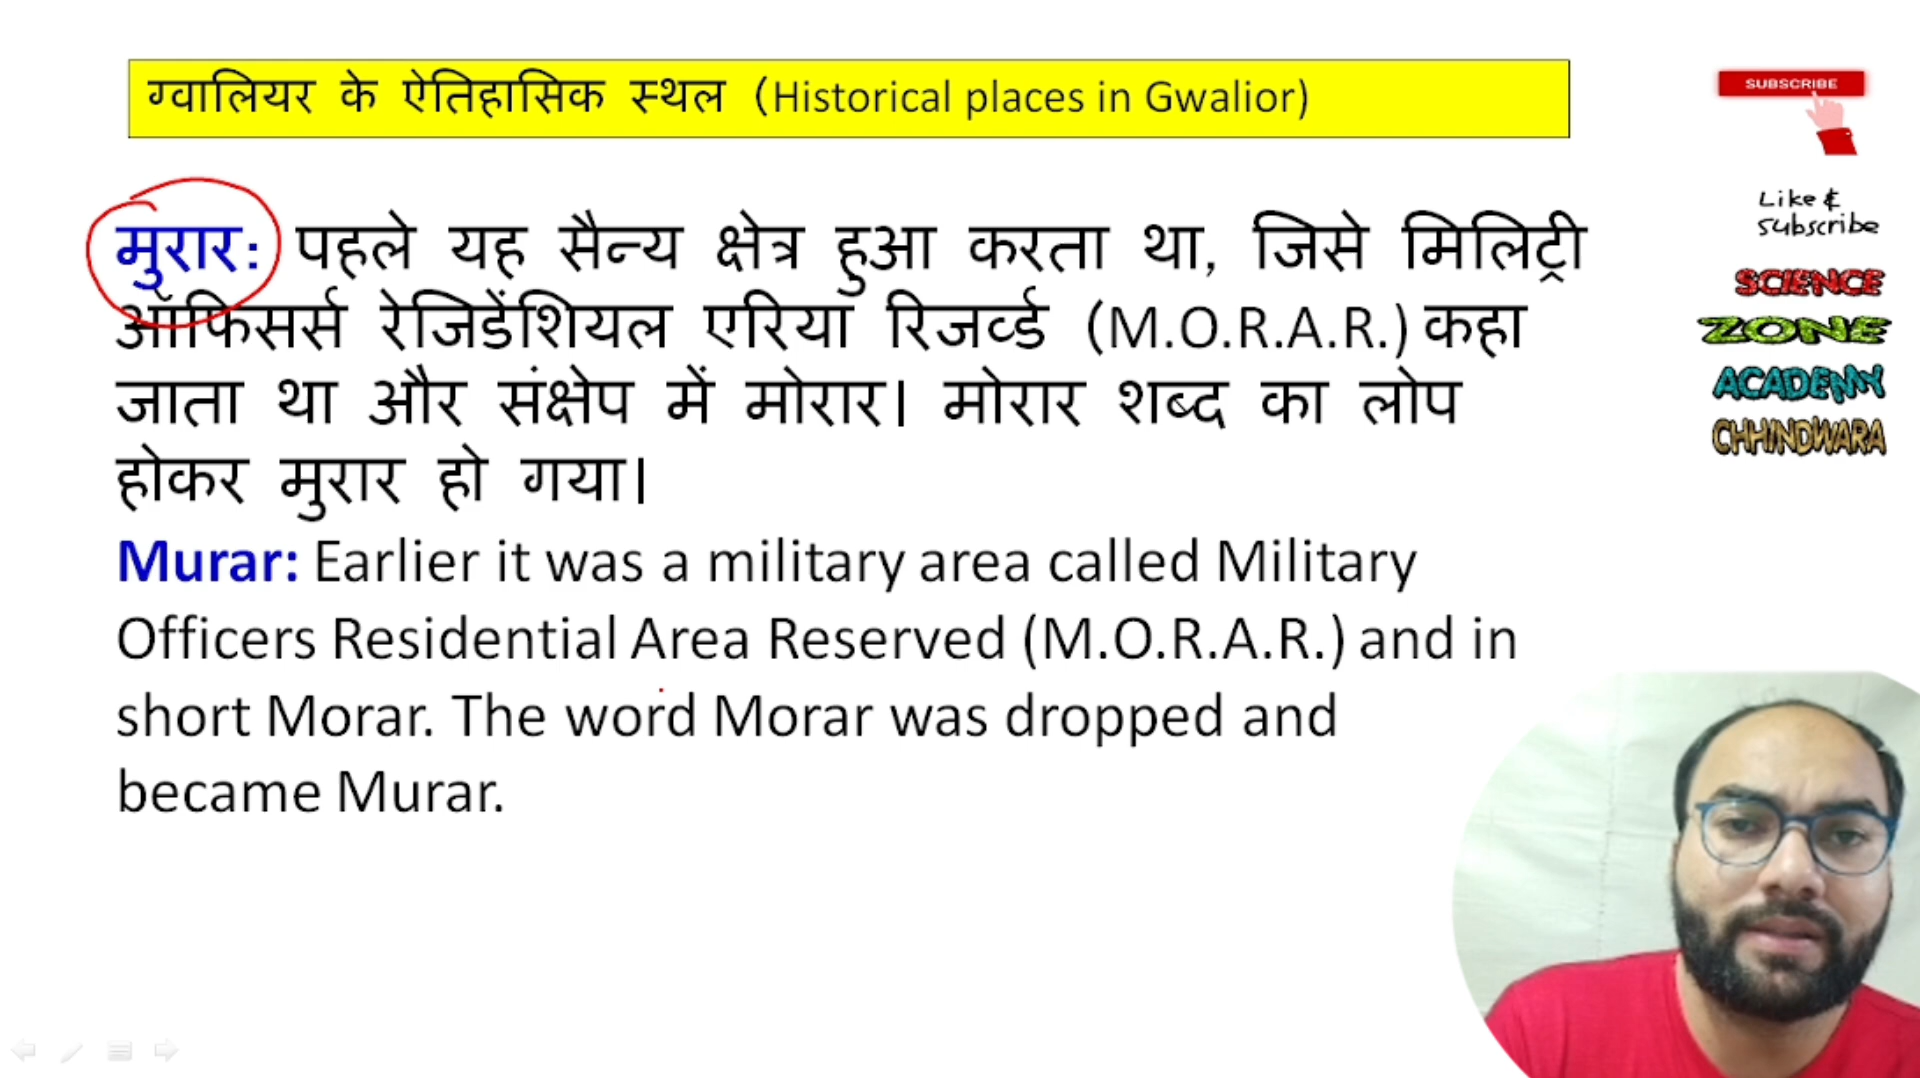 ग्वालियर के ऐतिहासिक स्थल (Historical places in Gwalior)
मुरार: पहले यह सैन्य क्षेत्र हुआ करता था, जिसे मिलिट्री
ऑफिसर्स रेजिडेंशियल एरिया रिजर्व्ड (M.O.R.A.R.) कहा
जाता था और संक्षेप में मोरार। मोरार शब्द का लोप
होकर मुरार हो गया।
Murar: Earlier it was a military area called Military
Officers Residential Area Reserved (M.O.R.A.R.) and in
short Morar. The word Morar was dropped and
became Murar.
SUBSCRIBE
Like &
Subscribe
SCIENCE
ZONE
ACADEMY
CHHINDWARA